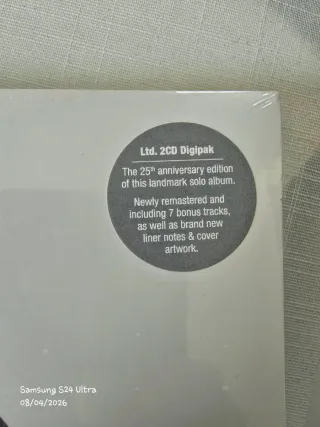 Ltd. 2CD Digipak
The 25th anniversary edition
of this landmark solo album.
Newly remastered and
including 7 bonus tracks,
as well as brand new
liner notes & cover
artwork.
Samsung S24 Ultra
08/04/2026